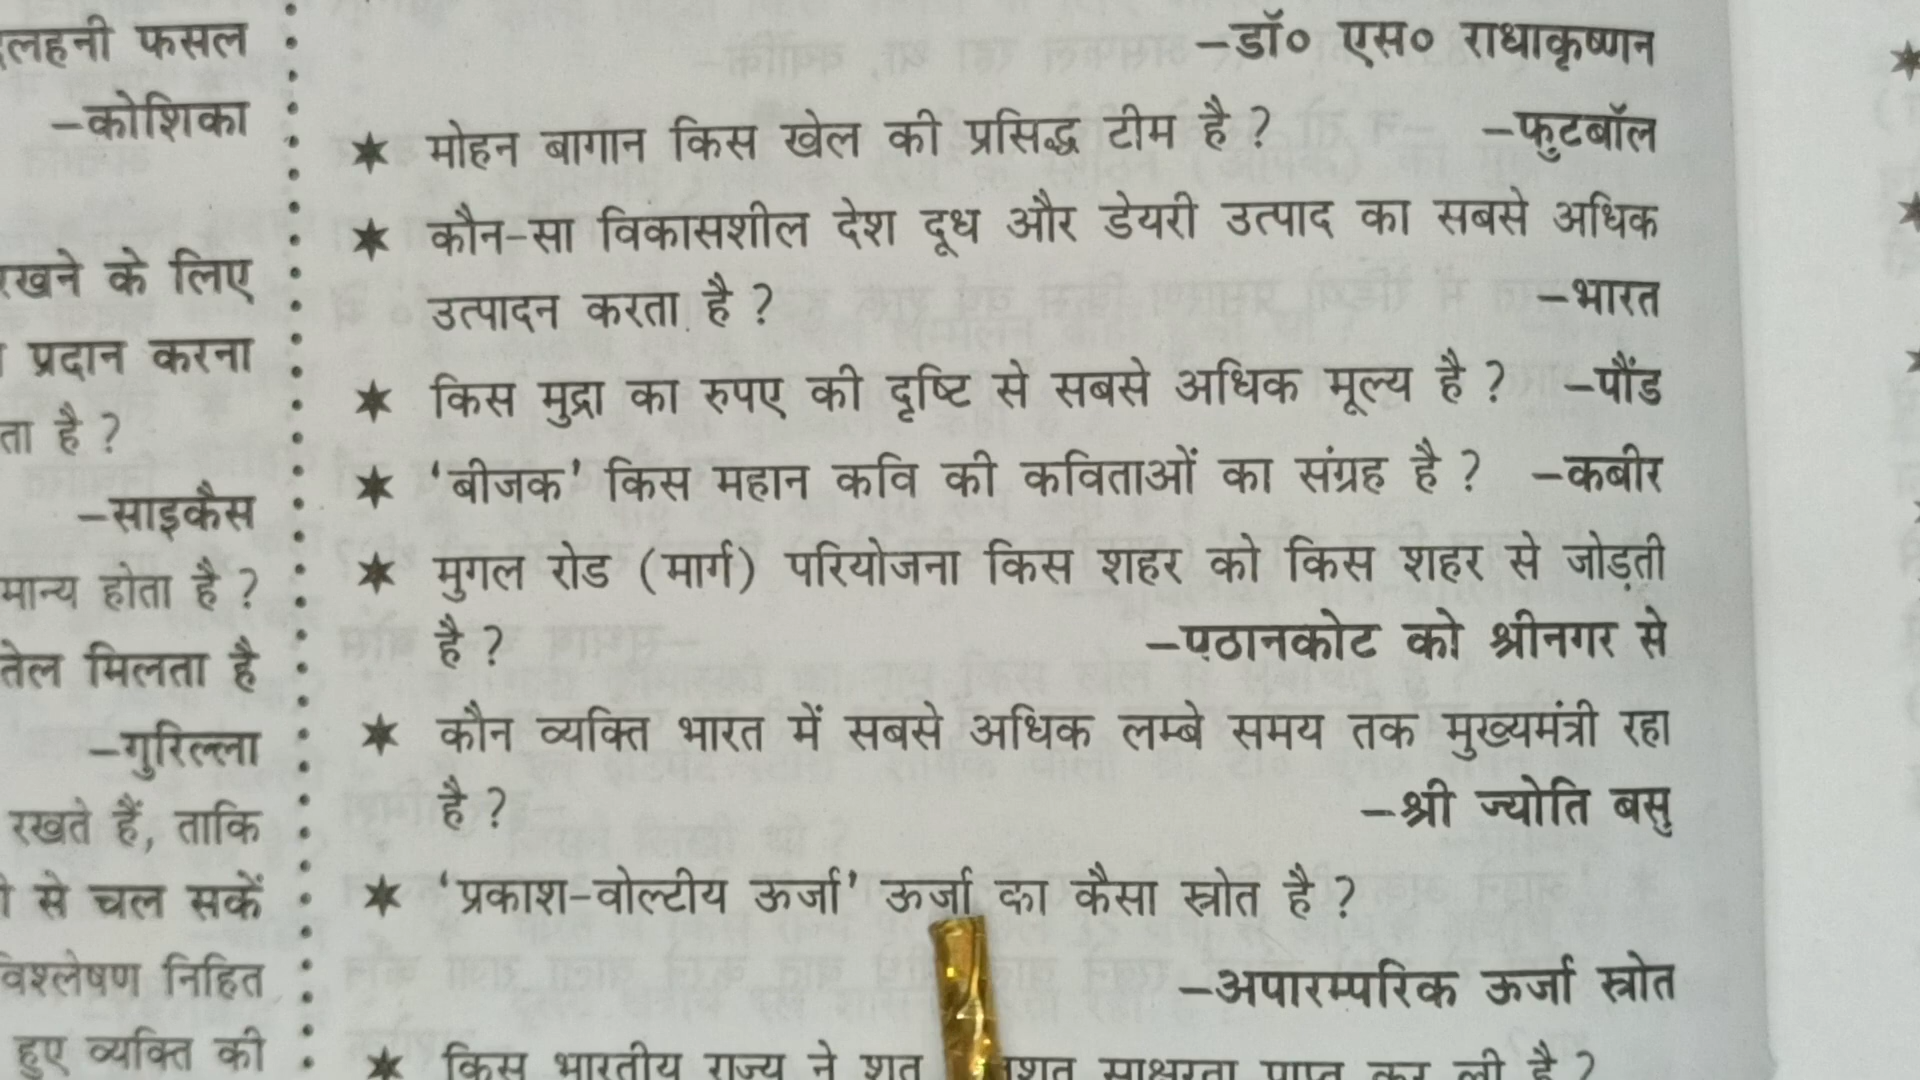 लहनी फसल
–कोशिका
रखने के लिए
प्रदान करना
ता है ?
–साइकैस
मान्य होता है ?
तेल मिलता है
–गुरिल्ला
रखते हैं, ताकि
से चल सकें
विश्लेषण निहित
हुए व्यक्ति की
–डॉ० एस० राधाकृष्णन
★ मोहन बागान किस खेल की प्रसिद्ध टीम है ? –फुटबॉल
★ कौन-सा विकासशील देश दूध और डेयरी उत्पाद का सबसे अधिक
उत्पादन करता है ? –भारत
★ किस मुद्रा का रुपए की दृष्टि से सबसे अधिक मूल्य है ? –पौंड
★ 'बीजक' किस महान कवि की कविताओं का संग्रह है ? –कबीर
★ मुगल रोड (मार्ग) परियोजना किस शहर को किस शहर से जोड़ती
है ? –पठानकोट को श्रीनगर से
★ कौन व्यक्ति भारत में सबसे अधिक लम्बे समय तक मुख्यमंत्री रहा
है ? –श्री ज्योति बसु
★ 'प्रकाश-वोल्टीय ऊर्जा' ऊर्जा का कैसा स्त्रोत है ?
–अपारम्परिक ऊर्जा स्त्रोत
★ किस भारतीय राज्य ने शत साक्षरता प्राप्त कर ली है ?